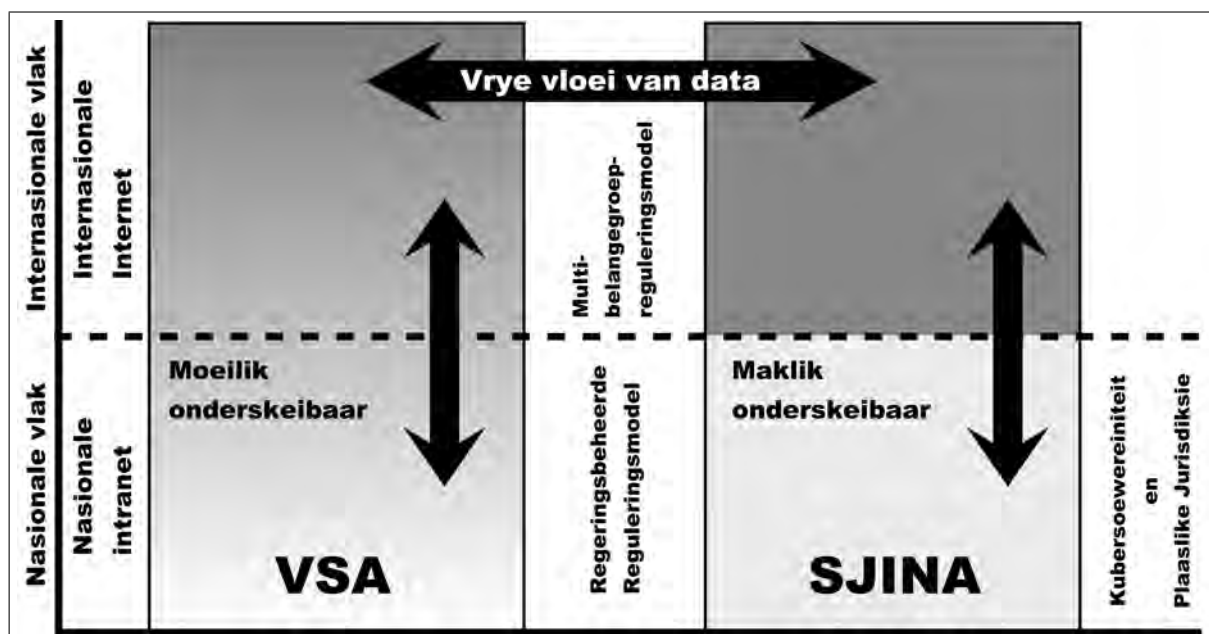 Internasionale vlak
Internasionale
Internet
Vrye vloei van data
Multi-
belangegroep-
reguleringsmodel
Nasionale vlak
Nasionale
intranet
Moeilik
onderskeibaar
VSA
Regeringsbeheerde
Reguleringsmodel
Maklik
onderskeibaar
SJINA
Kubersoewereiniteit
en
Plaaslike Jurisdiksie